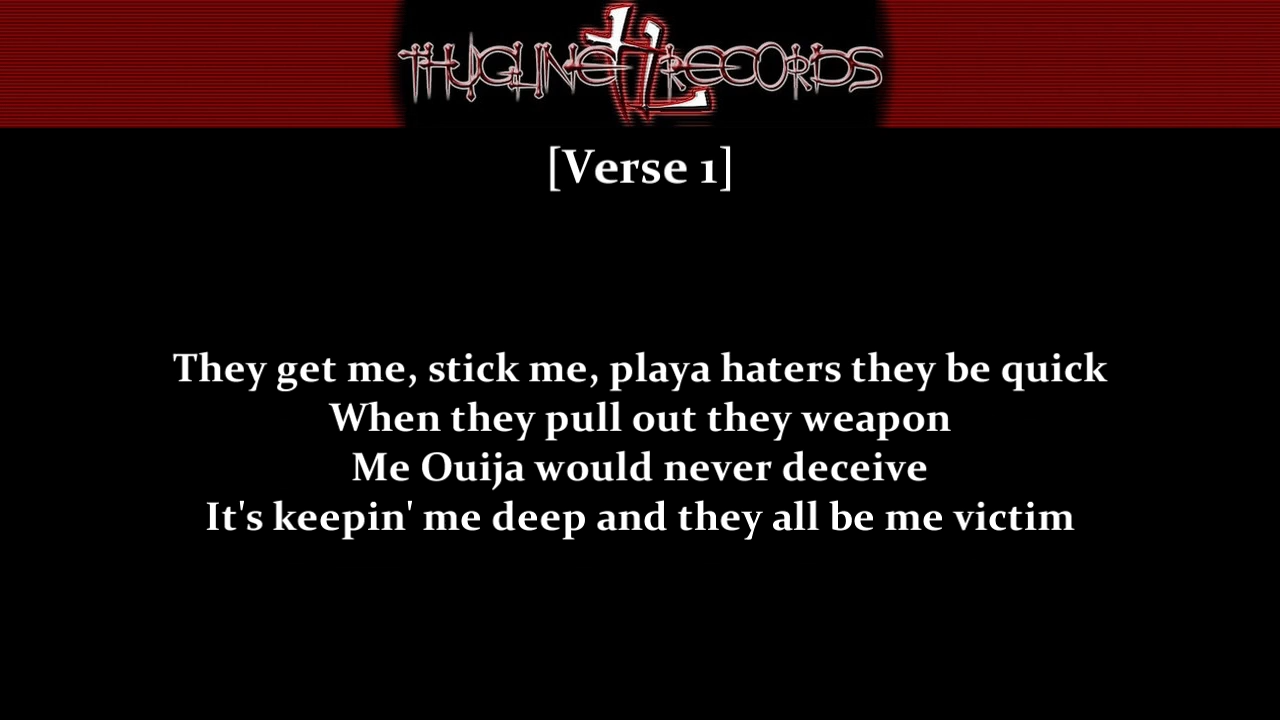 THUGLINE TL RECORDS
[Verse 1]
They get me, stick me, playa haters they be quick
When they pull out they weapon
Me Ouija would never deceive
It's keepin' me deep and they all be me victim